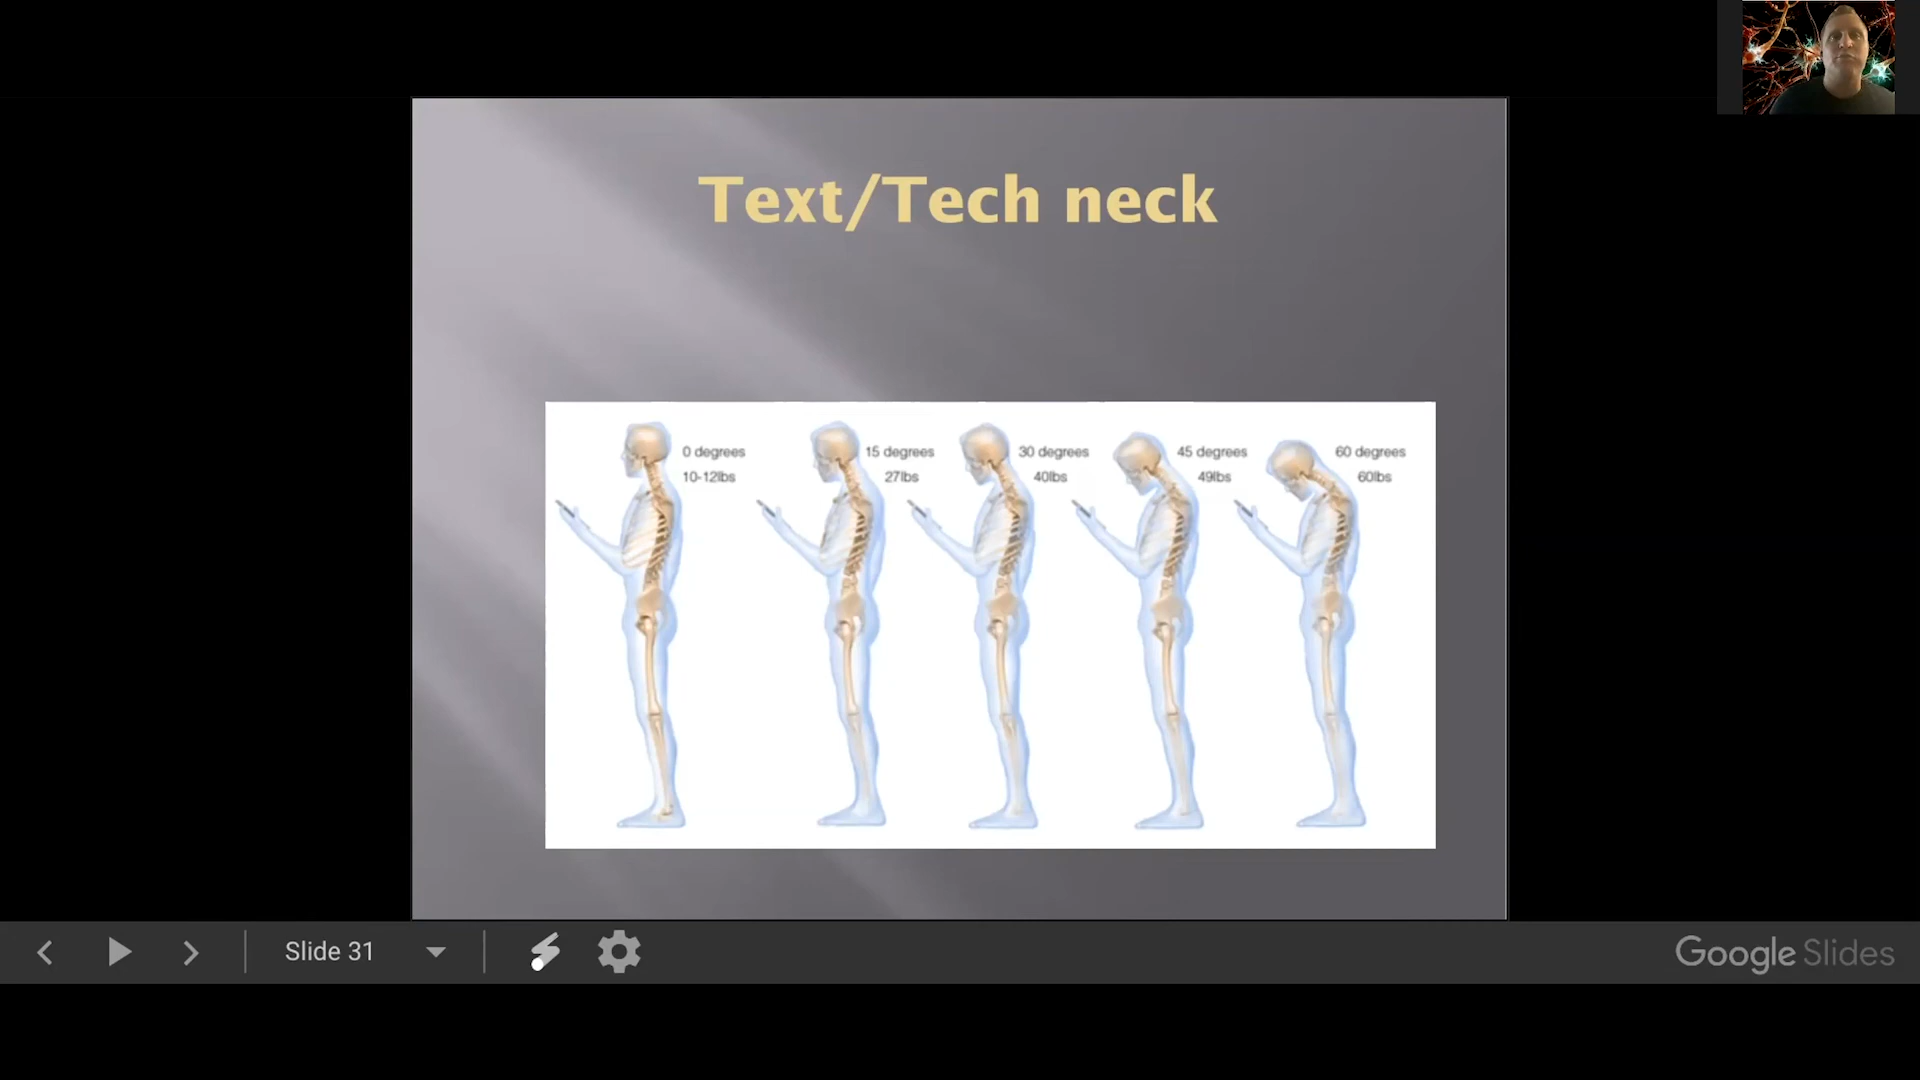 Text/Tech neck
0 degrees
10-12lbs
15 degrees
27lbs
30 degrees
40lbs
45 degrees
49lbs
60 degrees
60lbs
Slide 31
Google Slides